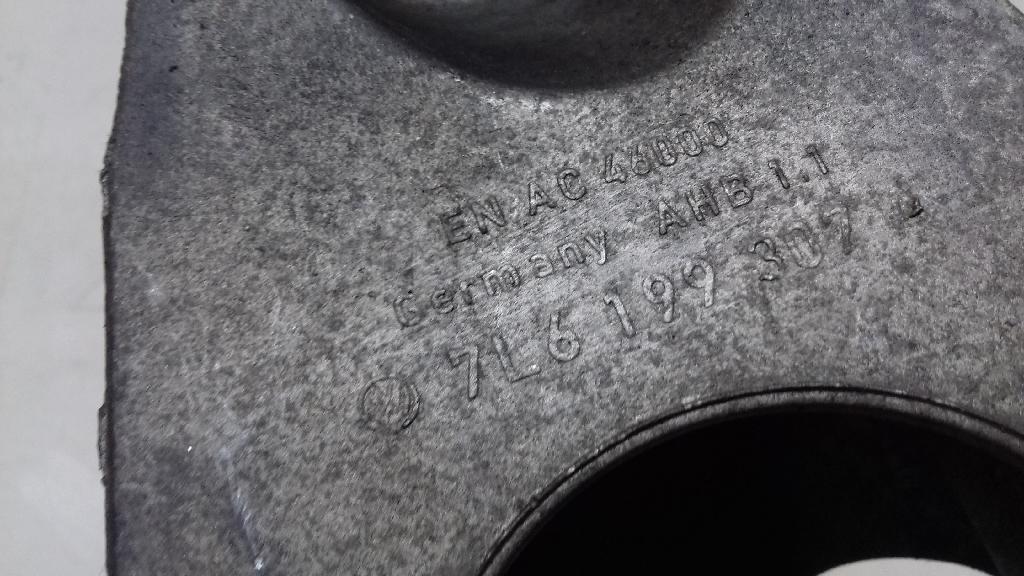 EN AC 46000
Germany AHB 1.1
7L6 199 307